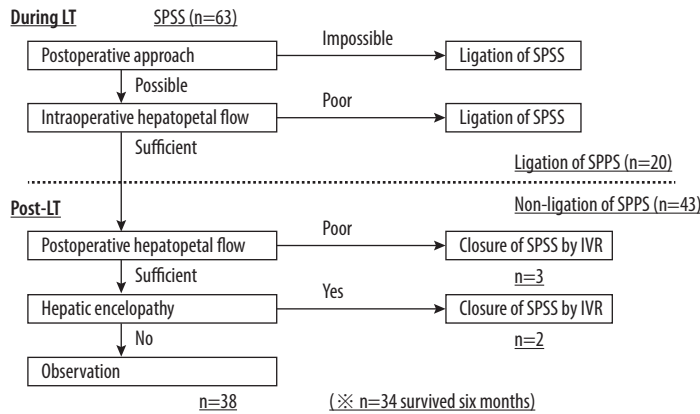 During LT SPSS (n=63)
Impossible
Postoperative approach Ligation of SPSS
Possible
Poor
Intraoperative hepatopetal flow Ligation of SPSS
Sufficient
Ligation of SPPS (n=20)
Non-ligation of SPPS (n=43)
Post-LT
Poor
Postoperative hepatopetal flow Closure of SPSS by IVR
Sufficient n=3
Yes
Hepatic encelopathy Closure of SPSS by IVR
No n=2
Observation
n=38 (※ n=34 survived six months)